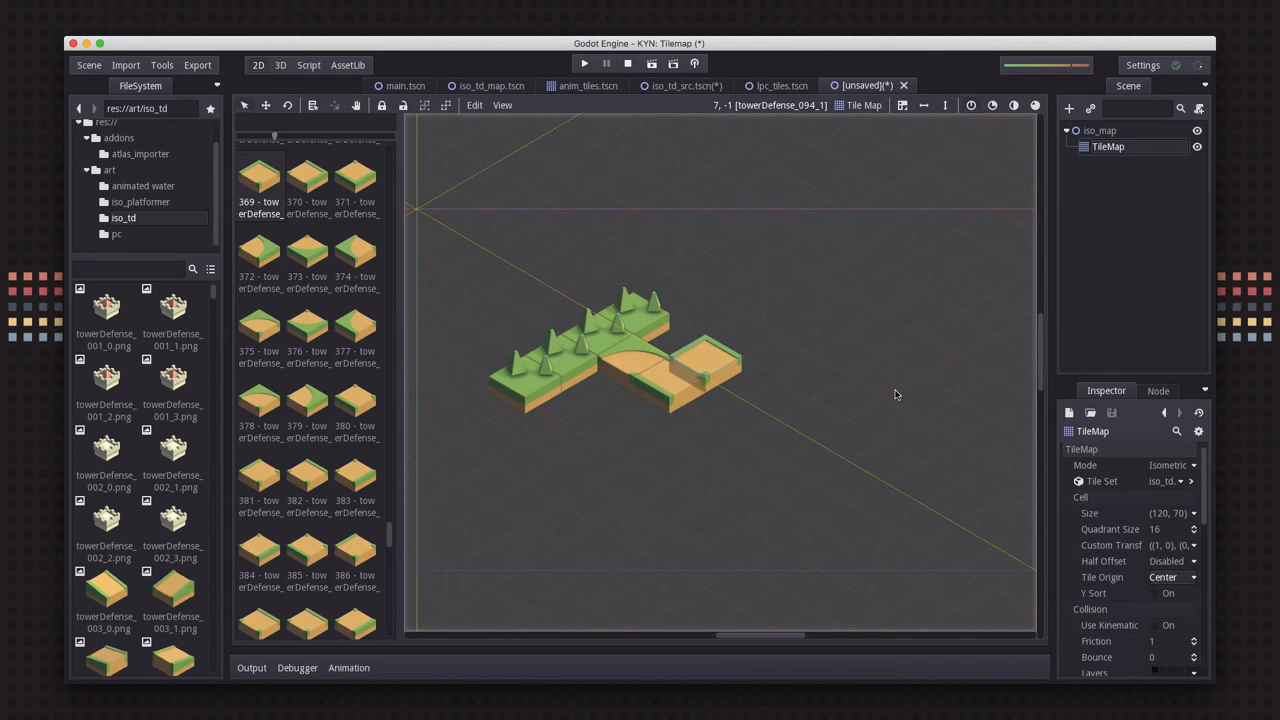 Godot Engine - KYN: Tilemap (*)
Scene Import Tools Export
2D 3D Script AssetLib
Settings
FileSystem
main.tscn iso_td_map.tscn anim_tiles.tscn iso_td_src.tscn(*) lpc_tiles.tscn [unsaved](*)
Scene
res://art/iso_td
Edit View
7, -1 [towerDefense_094_1] Tile Map
res://
addons
atlas_importer
art
animated water
iso_platformer
iso_td
pc
iso_map
TileMap
369 - tow 370 - tow 371 - tow
erDefense_ erDefense_ erDefense_
372 - tow 373 - tow 374 - tow
erDefense_ erDefense_ erDefense_
375 - tow 376 - tow 377 - tow
erDefense_ erDefense_ erDefense_
378 - tow 379 - tow 380 - tow
erDefense_ erDefense_ erDefense_
381 - tow 382 - tow 383 - tow
erDefense_ erDefense_ erDefense_
384 - tow 385 - tow 386 - tow
erDefense_ erDefense_ erDefense_
towerDefense_ towerDefense_
001_0.png 001_1.png
towerDefense_ towerDefense_
001_2.png 001_3.png
towerDefense_ towerDefense_
002_0.png 002_1.png
towerDefense_ towerDefense_
002_2.png 002_3.png
towerDefense_ towerDefense_
003_0.png 003_1.png
Inspector Node
TileMap
TileMap
Mode Isometric
Tile Set iso_td.
Cell
Size (120, 70)
Quadrant Size 16
Custom Transf ((1, 0), (0,
Half Offset Disabled
Tile Origin Center
Y Sort On
Collision
Use Kinematic On
Friction 1
Bounce 0
Layers
Output Debugger Animation